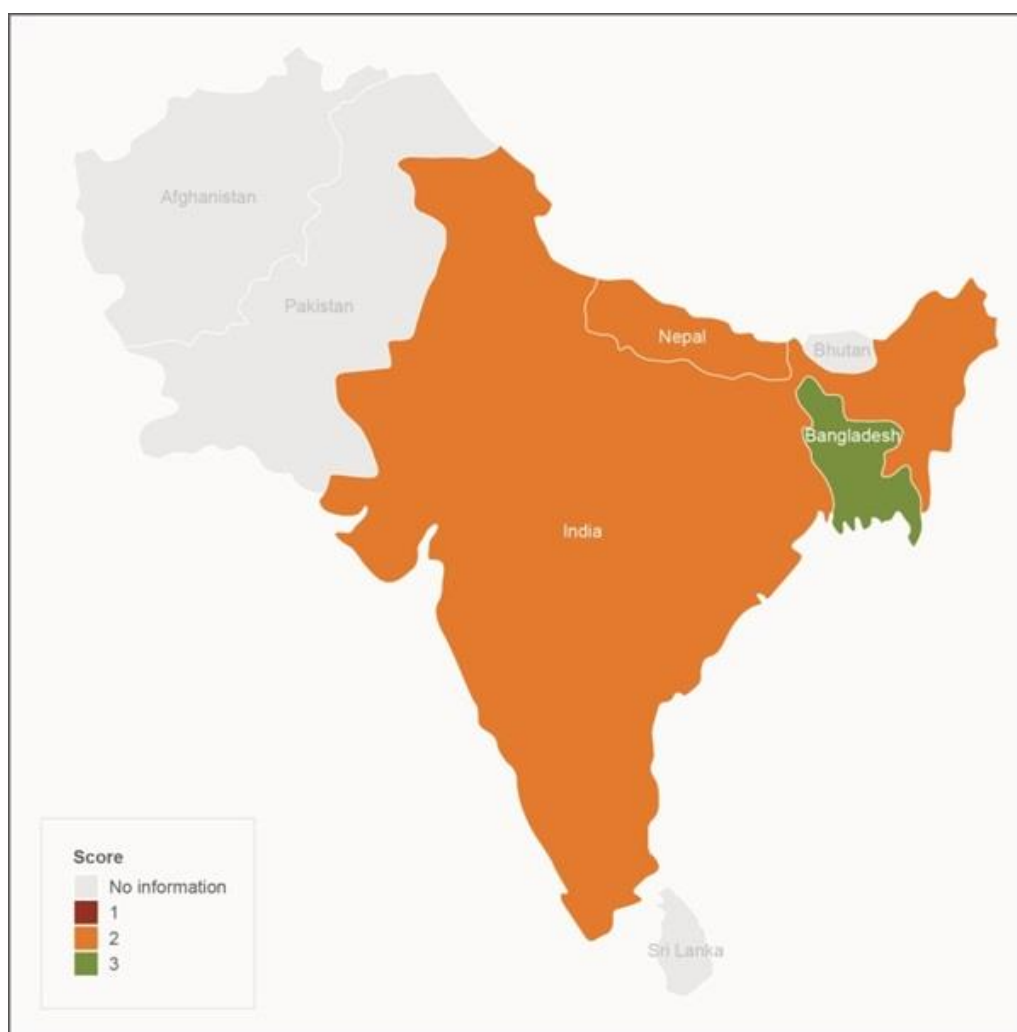 Afghanistan
Pakistan
Nepal
Bhutan
Bangladesh
India
Sri Lanka
Score
No information
1
2
3